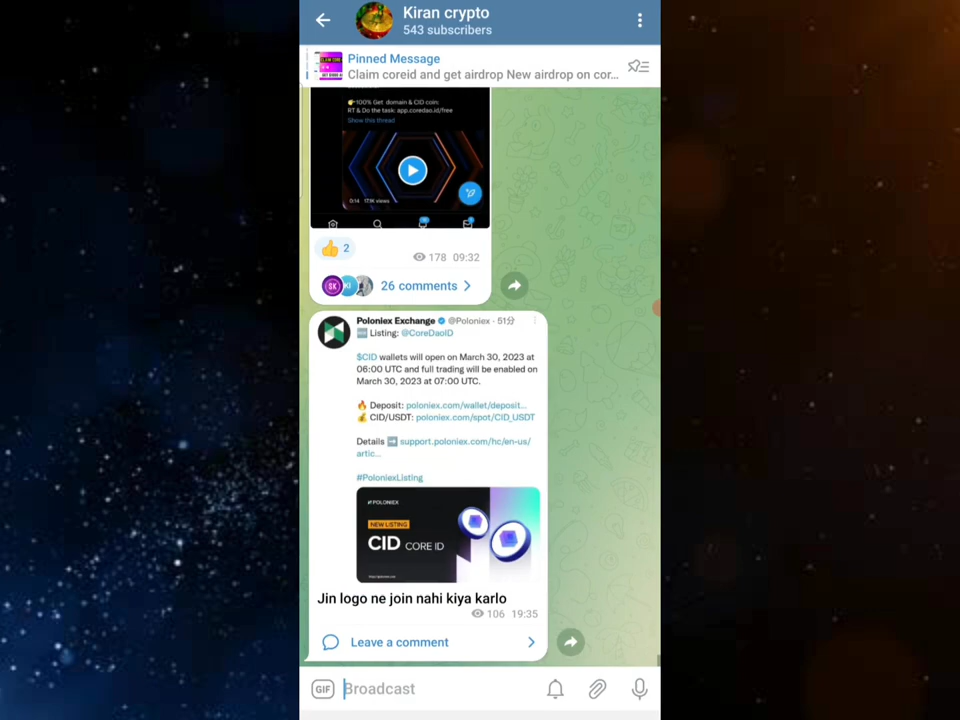 Kiran crypto
543 subscribers
Pinned Message
Claim coreid and get airdrop New airdrop on cor...
100% Get domain & CID coin:
RT & Do the task: app.coredao.id/free
Show this thread
0:14 17.1K views
2
178 09:32
SK
26 comments
Poloniex Exchange @Poloniex · 51分
Listing: @CoreDaoID
$CID wallets will open on March 30, 2023 at
06:00 UTC and full trading will be enabled on
March 30, 2023 at 07:00 UTC.
Deposit: poloniex.com/wallet/deposit...
CID/USDT: poloniex.com/spot/CID_USDT
Details support.poloniex.com/hc/en-us/
artic...
#PoloniexListing
POLONIEX
NEW LISTING
CID CORE ID
Jin logo ne join nahi kiya karlo
106 19:35
Leave a comment
GIF Broadcast